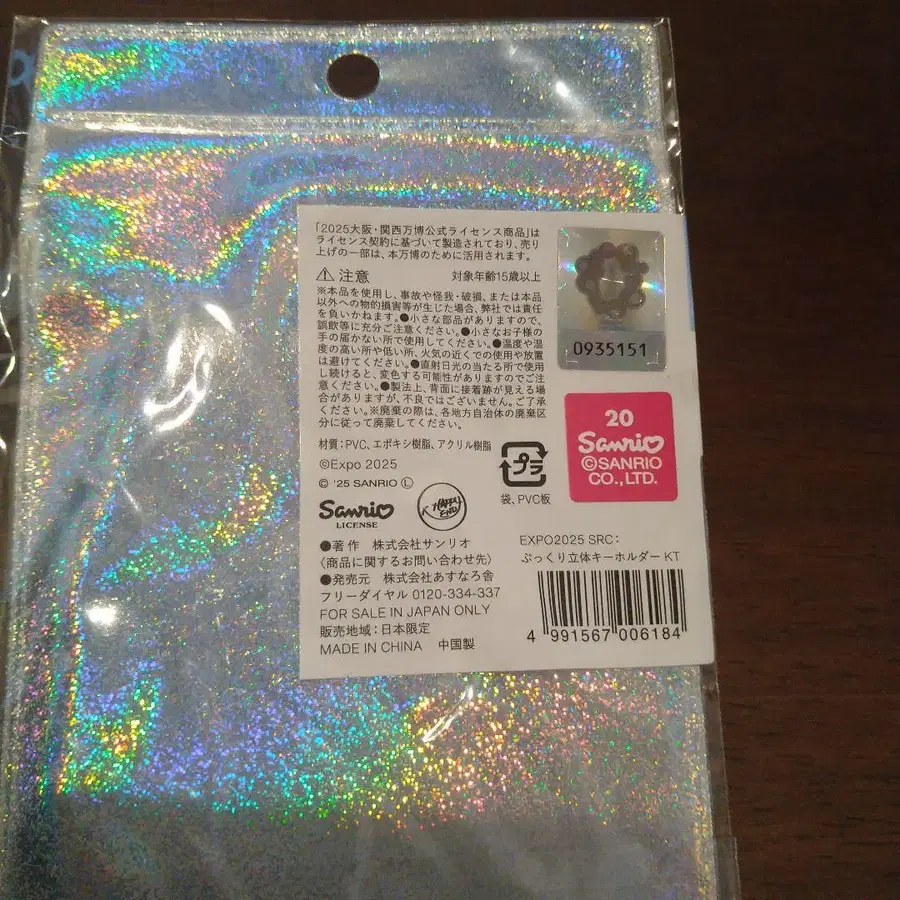 「2025大阪・関西万博公式ライセンス商品」は
ライセンス契約に基づいて製造されており、売り
上げの一部は、本万博のために活用されます。
⚠ 注意 対象年齢15歳以上
※本品を使用し、事故や怪我・破損、または本品
以外への物的損害等が生じた場合、弊社では責任
を負いかねます。●小さな部品がありますので、
誤飲等に充分ご注意ください。●小さなお子様の
手の届かない所で使用してください。●温度や湿
度の高い所や低い所、火気の近くでの使用や放置
は避けてください。●直射日光の当たる所で使用
し続けると、変色する可能性がありますのでご注
意ください。●製法上、背面に接着跡が見える場
合がありますが、不良ではございません。ご了承
ください。※廃棄の際は、各地方自治体の廃棄区
分に従って廃棄してください。
材質：PVC、エポキシ樹脂、アクリル樹脂
©Expo 2025
© '25 SANRIO Ⓛ
Sanrio
LICENSE
HAPPY
END
プラ
袋、PVC板
0935151
20
Sanrio
©SANRIO
CO.,LTD.
●著作 株式会社サンリオ
〈商品に関するお問い合わせ先〉
●発売元 株式会社あすなろ舎
フリーダイヤル 0120-334-337
FOR SALE IN JAPAN ONLY
販売地域：日本限定
MADE IN CHINA 中国製
EXPO2025 SRC：
ぷっくり立体キーホルダー KT
4 991567 006184